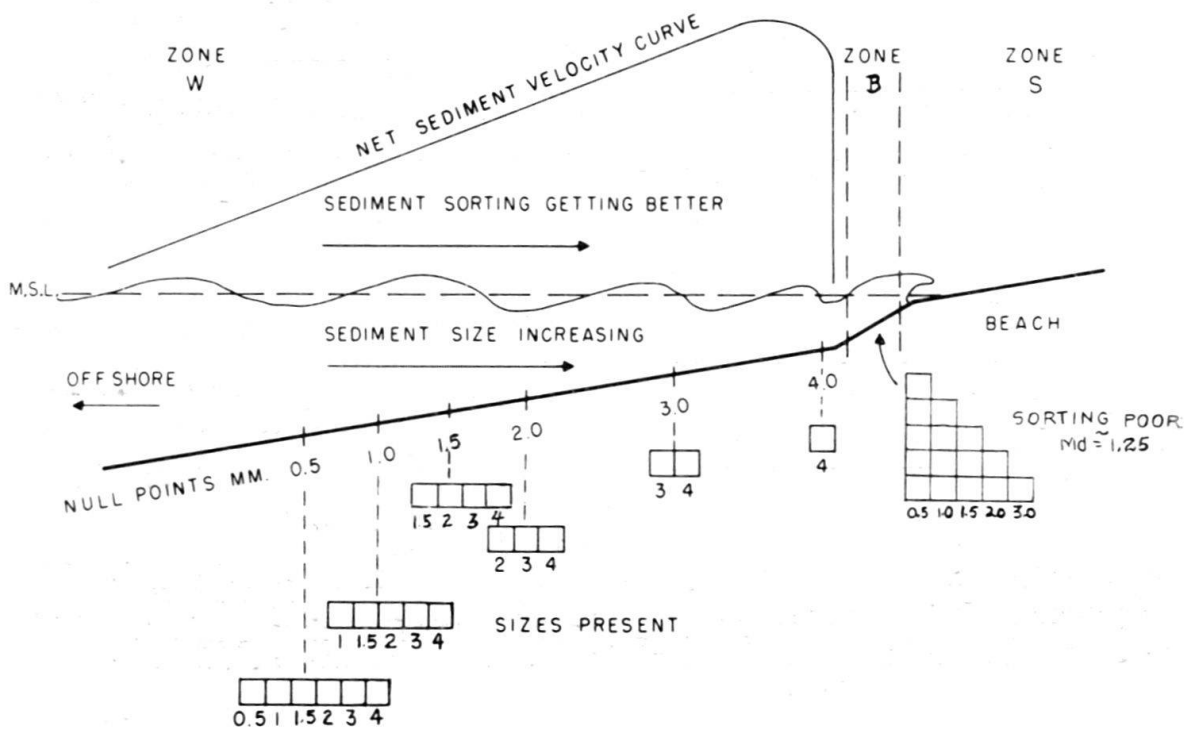 ZONE
W
NET SEDIMENT VELOCITY CURVE
ZONE
B
ZONE
S
SEDIMENT SORTING GETTING BETTER
M.S.L.
SEDIMENT SIZE INCREASING
BEACH
OFF SHORE
NULL POINTS MM.
0.5
1.0
1.5
2.0
3.0
4.0
SORTING POOR
Md ≃ 1.25
4
3 4
1.5 2 3 4
2 3 4
0.5 1.0 1.5 2.0 3.0
1 1.5 2 3 4
SIZES PRESENT
0.5 1 1.5 2 3 4